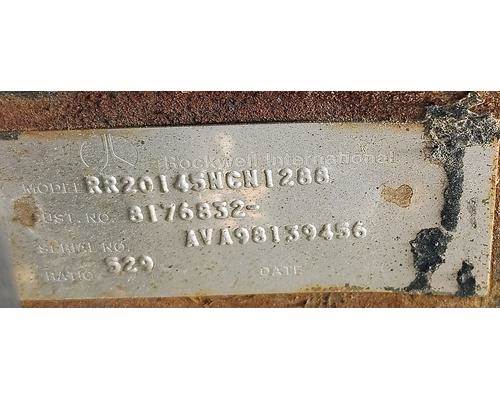 Rockwell International
MODEL RR20145NCN1288
CUST. NO. 8176832-
SERIAL NO. AVA98139456
RATIO 529 DATE